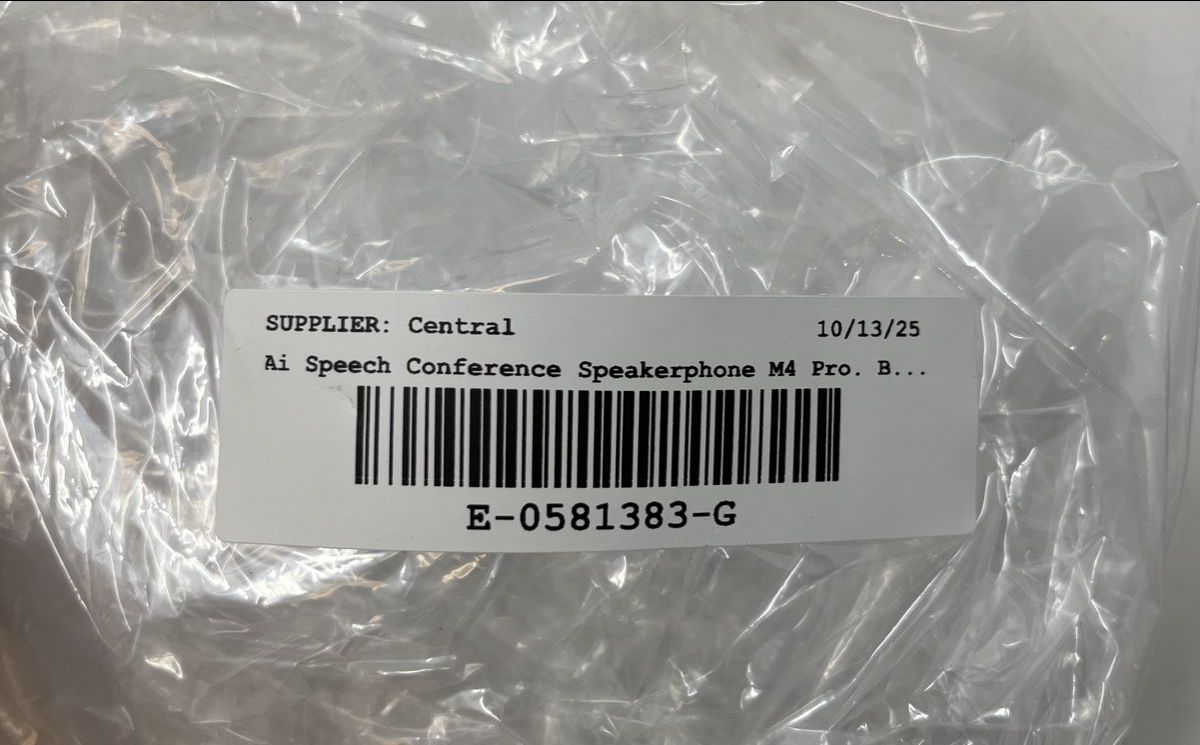 SUPPLIER: Central 10/13/25
Ai Speech Conference Speakerphone M4 Pro. B...
E-0581383-G